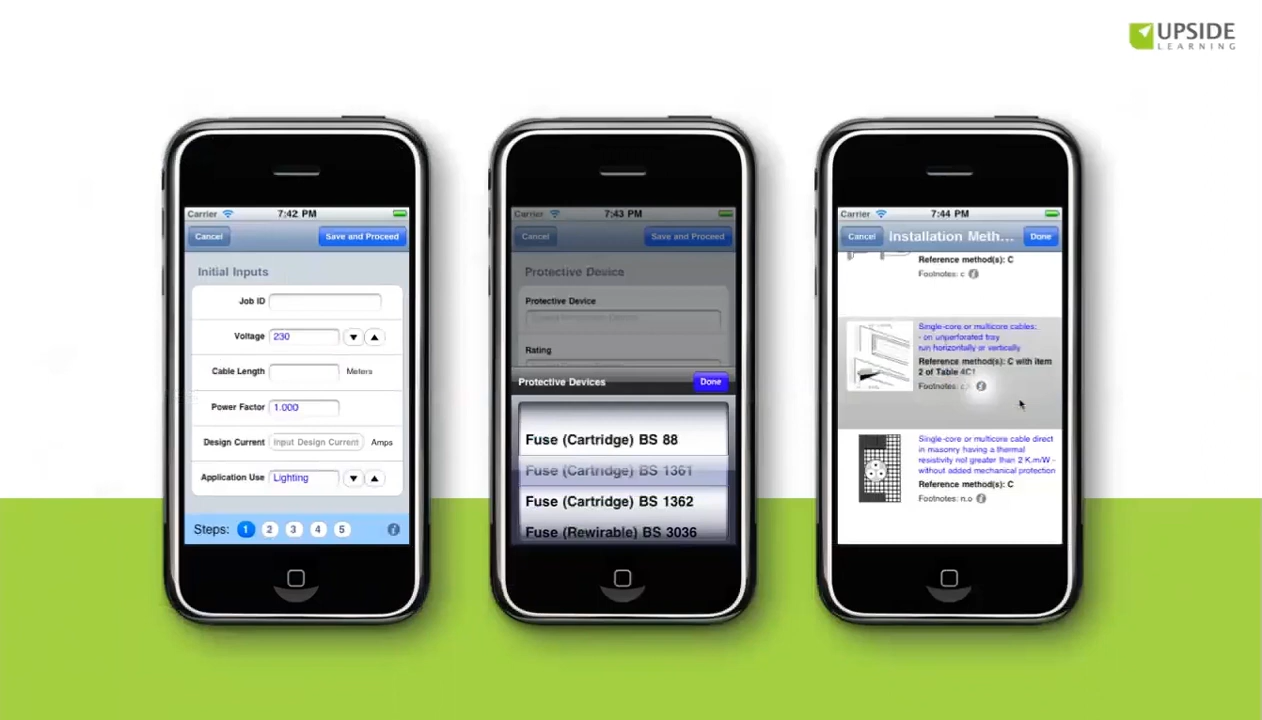 UPSIDE
LEARNING
Carrier 7:42 PM
Cancel Save and Proceed
Initial Inputs
Job ID
Voltage 230
Cable Length Meters
Power Factor 1.000
Design Current Input Design Current Amps
Application Use Lighting
Steps: 1 2 3 4 5
Carrier 7:43 PM
Cancel Save and Proceed
Protective Device
Protective Device
Rating
Protective Devices Done
Fuse (Cartridge) BS 88
Fuse (Cartridge) BS 1361
Fuse (Cartridge) BS 1362
Fuse (Rewirable) BS 3036
Carrier 7:44 PM
Cancel Installation Meth... Done
Reference method(s): C
Footnotes: c
Single-core or multicore cables:
- on unperforated tray
run horizontally or vertically
Reference method(s): C with item
2 of Table 4C1
Footnotes:
Single-core or multicore cable direct
in masonry having a thermal
resistivity not greater than 2 K.m/W -
without added mechanical protection
Reference method(s): C
Footnotes: n.o